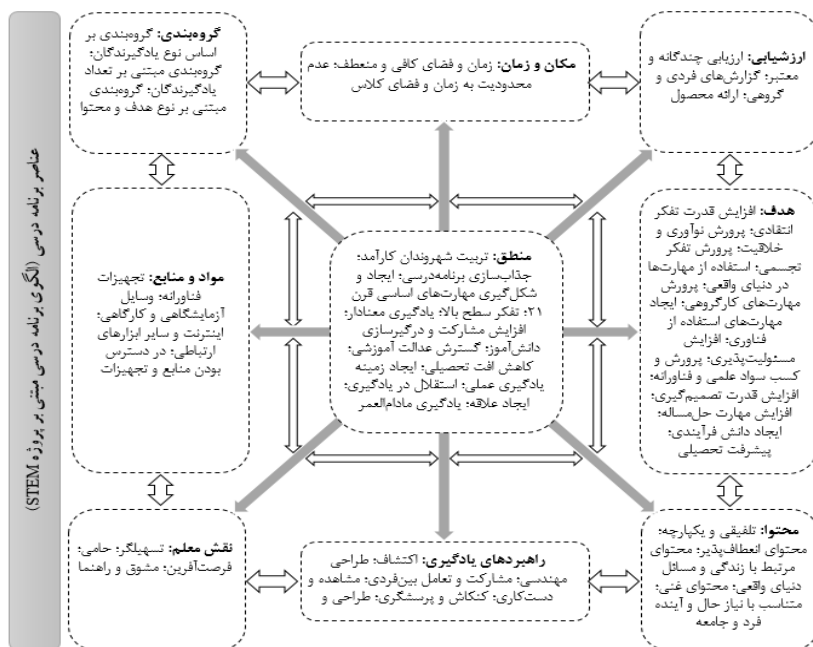 عناصر برنامه درسی (الگوی برنامه درسی مبتنی بر پروژه STEM)
ارزشیابی: ارزیابی چندگانه و
معتبر؛ گزارش‌های فردی و
گروهی؛ ارائه محصول
مکان و زمان: زمان و فضای کافی و منعطف؛ عدم
محدودیت به زمان و فضای کلاس
گروه‌بندی: گروه‌بندی بر
اساس نوع یادگیرندگان؛
گروه‌بندی مبتنی بر تعداد
یادگیرندگان؛ گروه‌بندی
مبتنی بر نوع هدف و محتوا
هدف: افزایش قدرت تفکر
انتقادی؛ پرورش نوآوری و
خلاقیت؛ پرورش تفکر
تجسمی؛ استفاده از مهارت‌ها
در دنیای واقعی؛ پرورش
مهارت‌های کارگروهی؛ ایجاد
مهارت‌های استفاده از
فناوری؛ افزایش
مسئولیت‌پذیری؛ پرورش و
کسب سواد علمی و فناورانه؛
افزایش قدرت تصمیم‌گیری؛
افزایش مهارت حل‌مساله؛
ایجاد دانش فرآیندی؛
پیشرفت تحصیلی
منطق: تربیت شهروندان کارآمد؛
جذاب‌سازی برنامه‌درسی؛ ایجاد و
شکل‌گیری مهارت‌های اساسی قرن
۲۱؛ تفکر سطح بالا؛ یادگیری معنادار؛
افزایش مشارکت و درگیرسازی
دانش‌آموز؛ گسترش عدالت آموزشی؛
کاهش افت تحصیلی؛ ایجاد زمینه
یادگیری عملی؛ استقلال در یادگیری؛
ایجاد علاقه؛ یادگیری مادام‌العمر
مواد و منابع: تجهیزات
فناورانه؛ وسایل
آزمایشگاهی و کارگاهی؛
اینترنت و سایر ابزارهای
ارتباطی؛ در دسترس
بودن منابع و تجهیزات
محتوا: تلفیقی و یکپارچه؛
محتوای انعطاف‌پذیر؛ محتوای
مرتبط با زندگی و مسائل
دنیای واقعی؛ محتوای غنی؛
متناسب با نیاز حال و آینده
فرد و جامعه
راهبردهای یادگیری: اکتشاف؛ طراحی
مهندسی؛ مشارکت و تعامل بین‌فردی؛ مشاهده و
دست‌کاری؛ کنکاش و پرسشگری؛ طراحی و
نقش معلم: تسهیلگر؛ حامی؛
فرصت‌آفرین؛ مشوق و راهنما